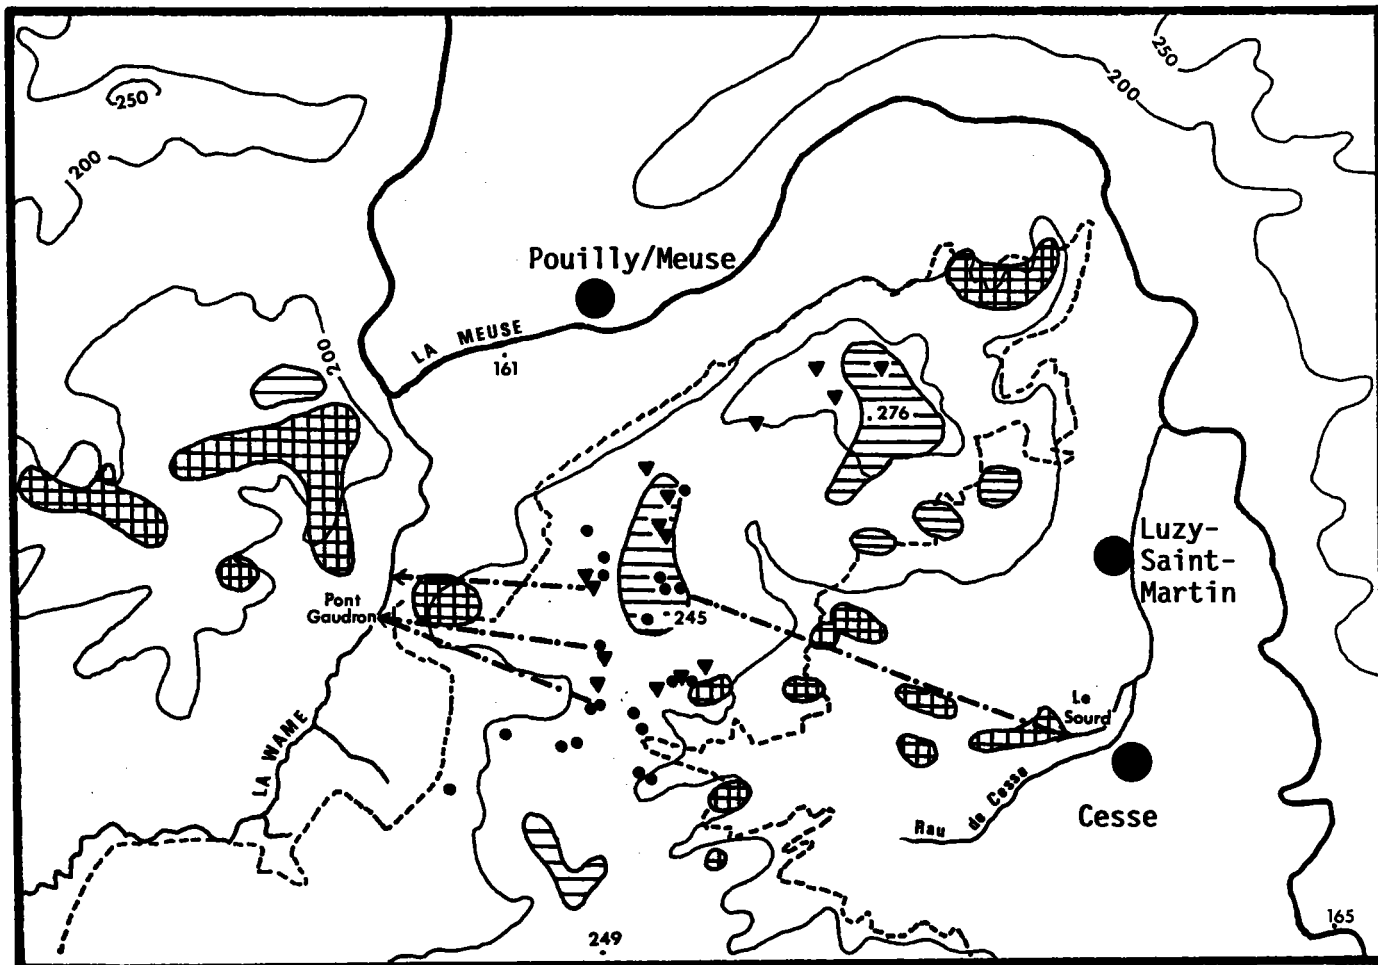 250
200
250
200
Pouilly/Meuse
LA MEUSE
161
200
276
Luzy-
Saint-
Martin
Pont
Gaudron
245
Le
Sourd
LA WAME
Rau de Cesse
Cesse
249
165